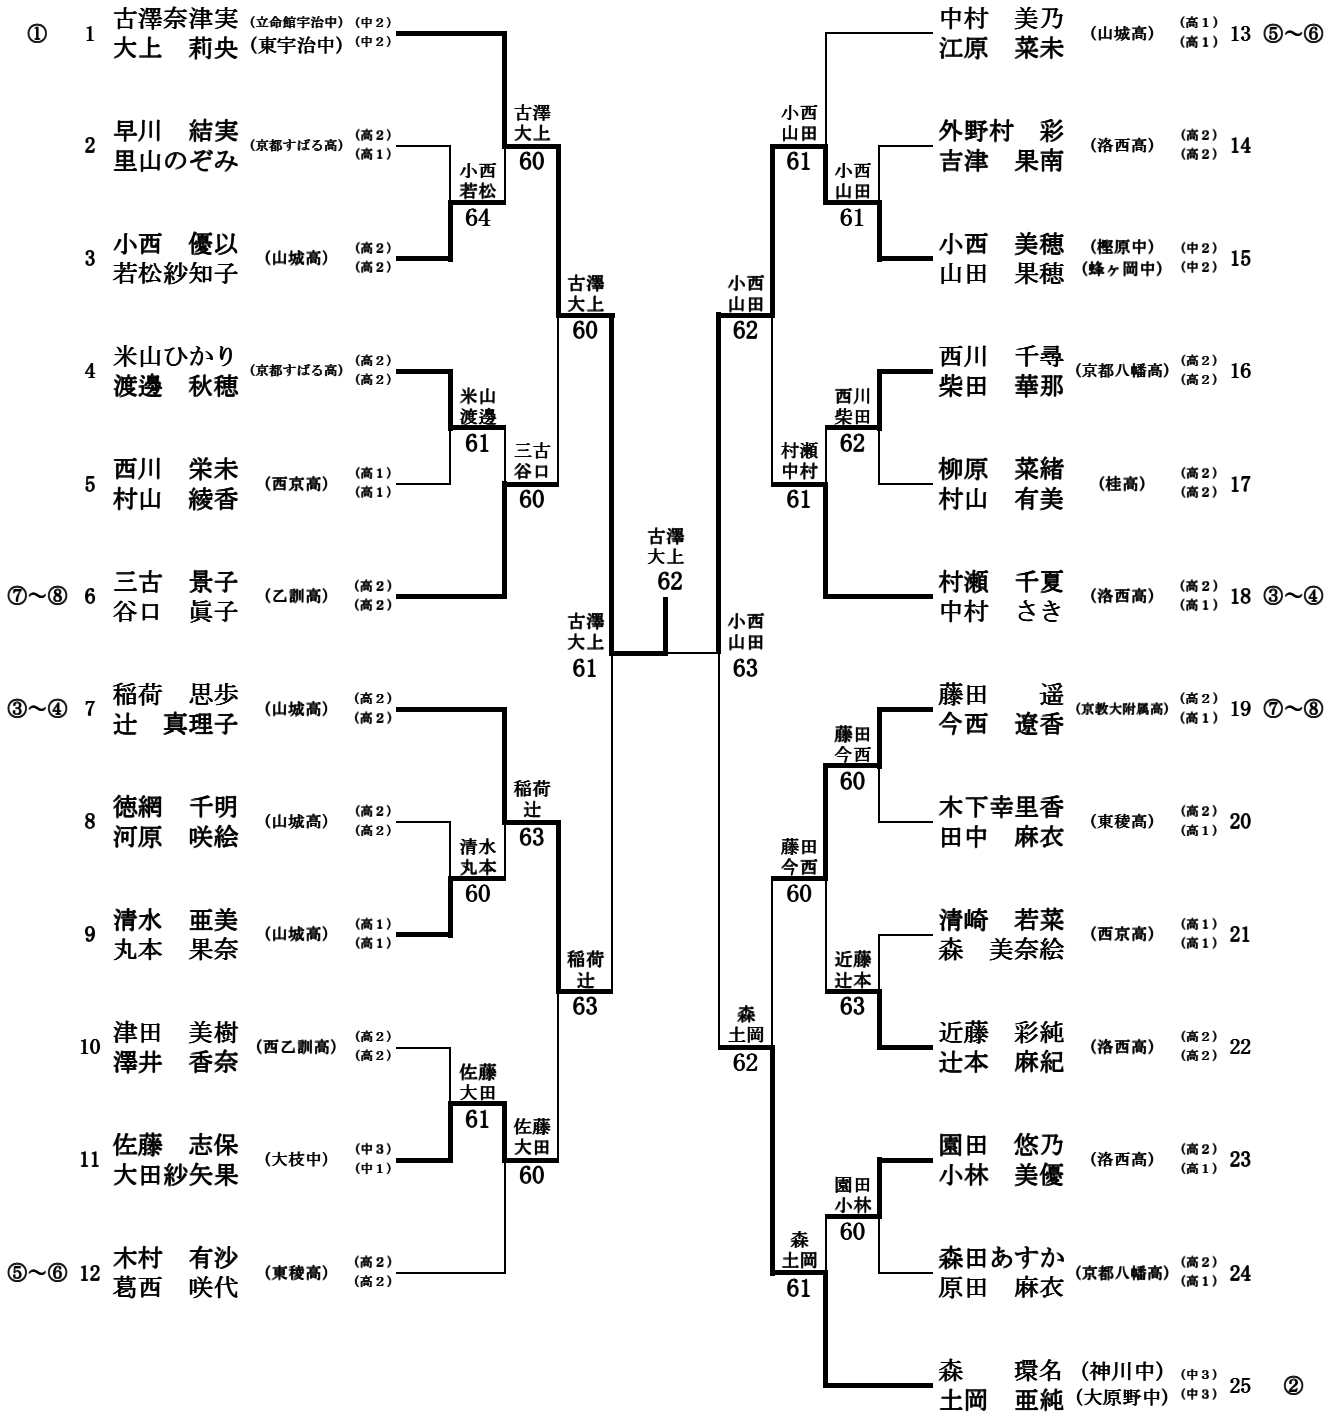 ① 1 古澤奈津実 (立命館宇治中) (中2)
大上 莉央 (東宇治中) (中2)
2 早川 結実 (京都すばる高) (高2)
里山のぞみ (高1)
3 小西 優以 (山城高) (高2)
若松紗知子 (高2)
4 米山ひかり (京都すばる高) (高2)
渡邊 秋穂 (高2)
5 西川 栄未 (西京高) (高1)
村山 綾香 (高1)
⑦～⑧ 6 三古 景子 (乙訓高) (高2)
谷口 眞子 (高2)
③～④ 7 稲荷 思歩 (山城高) (高2)
辻 真理子 (高2)
8 徳網 千明 (山城高) (高2)
河原 咲絵 (高2)
9 清水 亜美 (山城高) (高1)
丸本 果奈 (高1)
10 津田 美樹 (西乙訓高) (高2)
澤井 香奈 (高2)
11 佐藤 志保 (大枝中) (中3)
大田紗矢果 (中1)
⑤～⑥ 12 木村 有沙 (東稜高) (高2)
葛西 咲代 (高2)
小西
若松
64
米山
渡邊
61
清水
丸本
60
佐藤
大田
61
古澤
大上
60
三古
谷口
60
稲荷
辻
63
佐藤
大田
60
古澤
大上
60
稲荷
辻
63
古澤
大上
61
古澤
大上
62
小西
山田
63
小西
山田
62
森
土岡
62
小西
山田
61
村瀬
中村
61
藤田
今西
60
森
土岡
61
小西
山田
61
西川
柴田
62
藤田
今西
60
近藤
辻本
63
園田
小林
60
中村 美乃 (山城高) (高1) 13 ⑤～⑥
江原 菜未 (高1)
外野村 彩 (洛西高) (高2) 14
吉津 果南 (高2)
小西 美穂 (樫原中) (中2) 15
山田 果穂 (蜂ヶ岡中) (中2)
西川 千尋 (京都八幡高) (高2) 16
柴田 華那 (高2)
柳原 菜緒 (桂高) (高2) 17
村山 有美 (高2)
村瀬 千夏 (洛西高) (高2) 18 ③～④
中村 さき (高1)
藤田 遥 (京教大附属高) (高2) 19 ⑦～⑧
今西 遼香 (高1)
木下幸里香 (東稜高) (高2) 20
田中 麻衣 (高1)
清崎 若菜 (西京高) (高1) 21
森 美奈絵 (高1)
近藤 彩純 (洛西高) (高2) 22
辻本 麻紀 (高2)
園田 悠乃 (洛西高) (高2) 23
小林 美優 (高1)
森田あすか (京都八幡高) (高2) 24
原田 麻衣 (高1)
森 環名 (神川中) (中3) 25 ②
土岡 亜純 (大原野中) (中3)